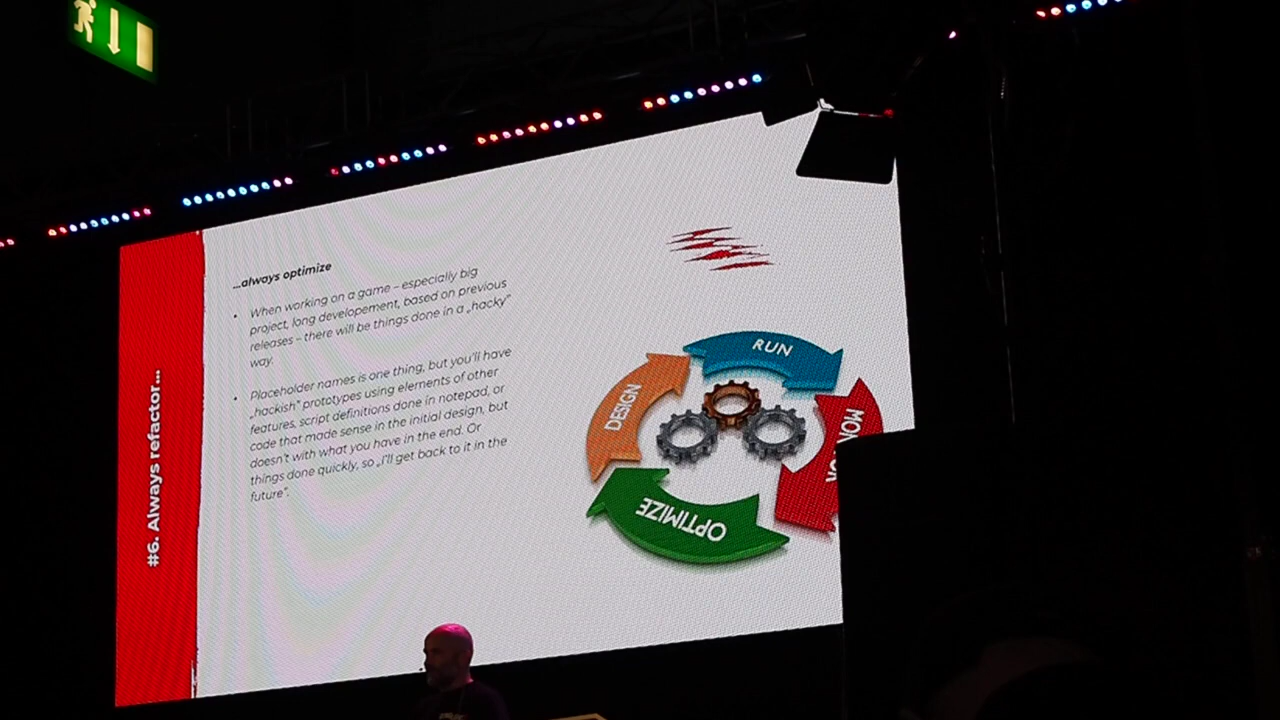 #6. Always refactor...
...always optimize
• When working on a game – especially big
project, long developement, based on previous
releases – there will be things done in a „hacky”
way.
• Placeholder names is one thing, but you'll have
„hackish” prototypes using elements of other
features, script definitions done in notepad, or
code that made sense in the initial design, but
doesn't with what you have in the end. Or
things done quickly, so „I'll get back to it in the
future”.
RUN
DESIGN
OPTIMIZE